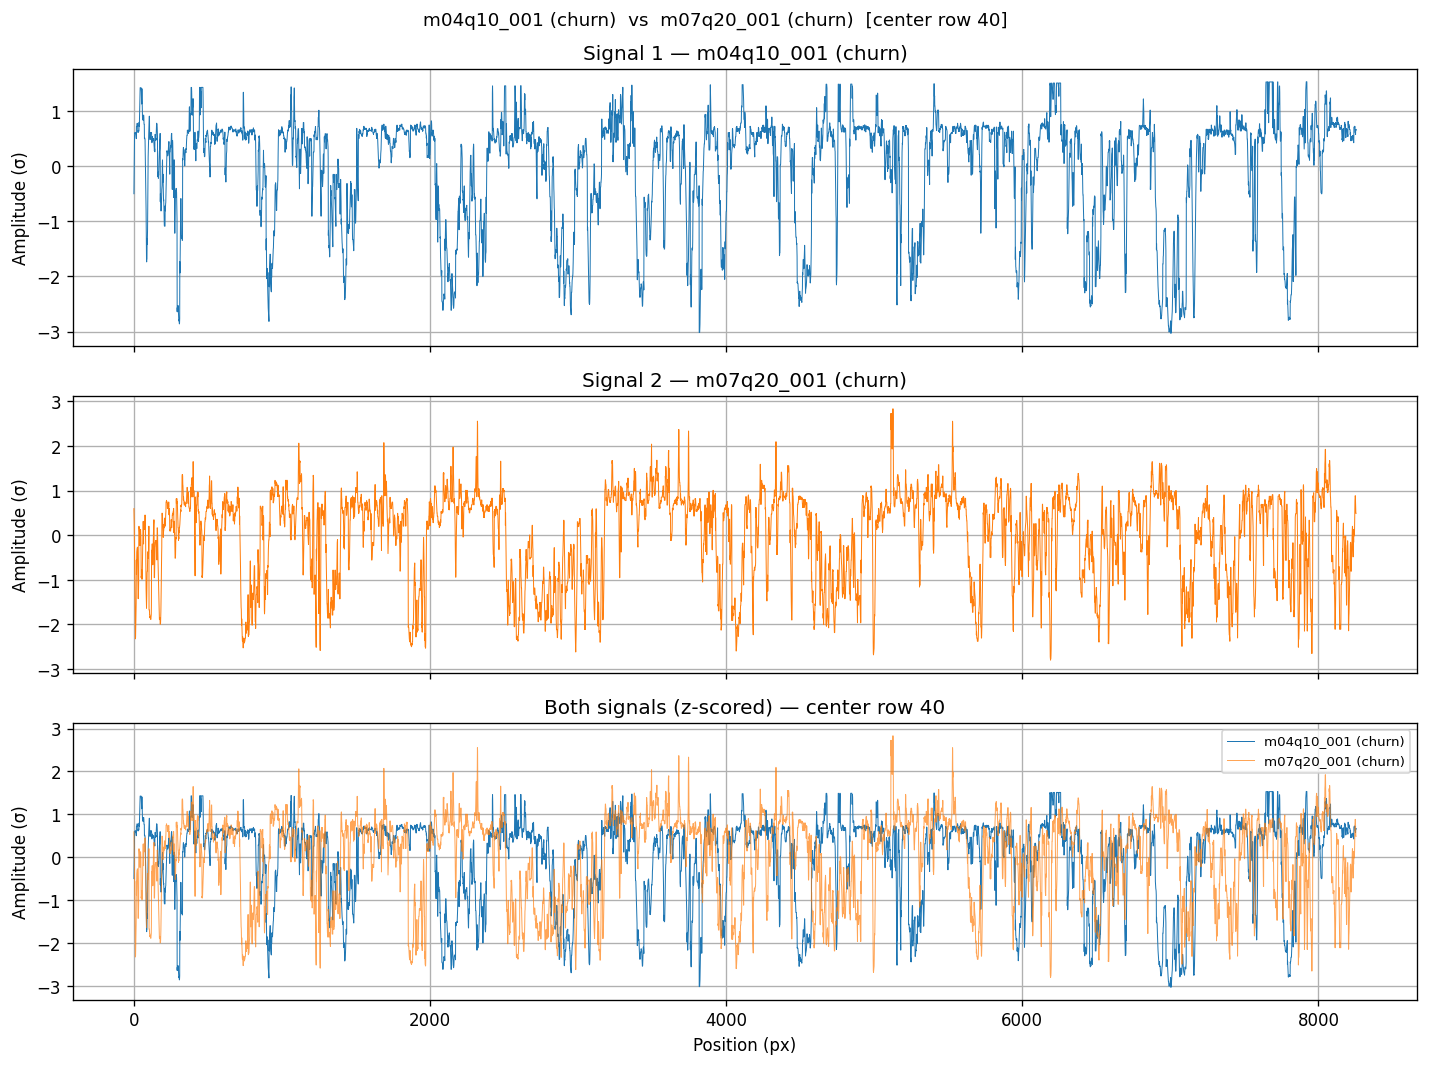 m04q10_001 (churn)  vs  m07q20_001 (churn)  [center row 40]
Signal 1 — m04q10_001 (churn)
Amplitude (σ)
1
0
−1
−2
−3
Signal 2 — m07q20_001 (churn)
Amplitude (σ)
3
2
1
0
−1
−2
−3
Both signals (z-scored) — center row 40
Amplitude (σ)
3
2
1
0
−1
−2
−3
m04q10_001 (churn)
m07q20_001 (churn)
0 2000 4000 6000 8000
Position (px)